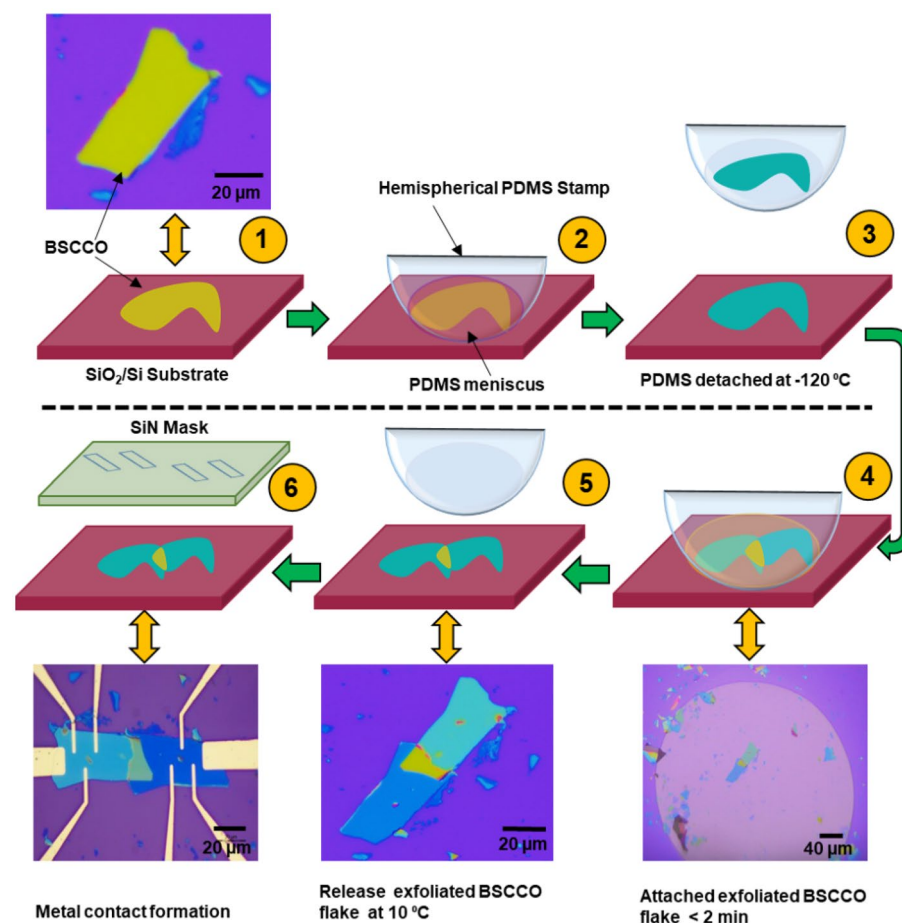 20 µm
BSCCO
1
SiO2/Si Substrate
Hemispherical PDMS Stamp
2
PDMS meniscus
3
PDMS detached at -120 ºC
4
Attached exfoliated BSCCO
flake < 2 min
40 µm
5
Release exfoliated BSCCO
flake at 10 ºC
20 µm
SiN Mask
6
20 µm
Metal contact formation